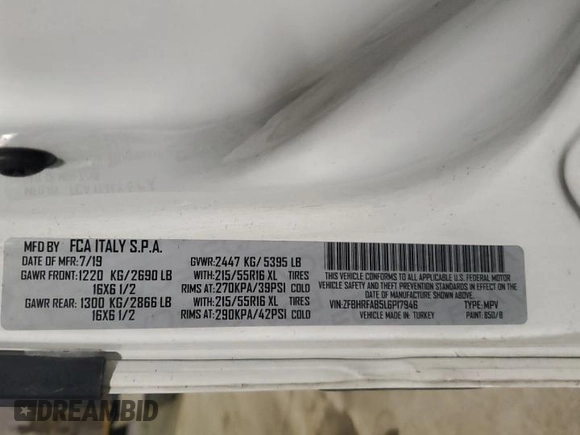 MFD BY FCA ITALY S.P.A.
DATE OF MFR:7/19 GVWR:2447 KG/5395 LB
GAWR FRONT:1220 KG/2690 LB WITH:215/55R16 XL TIRES
16X6 1/2 RIMS AT:270KPA/39PSI COLD
GAWR REAR: 1300 KG/2866 LB WITH:215/55R16 XL TIRES
16X6 1/2 RIMS AT:290KPA/42PSI COLD
THIS VEHICLE CONFORMS TO ALL APPLICABLE U.S. FEDERAL MOTOR
VEHICLE SAFETY AND THEFT PREVENTION STANDARDS IN EFFECT
ON THE DATE OF MANUFACTURE SHOWN ABOVE.
VIN:ZFBHRFAB5L6P17946 TYPE: MPV
MADE IN: TURKEY PAINT: 850/B
DREAMBID